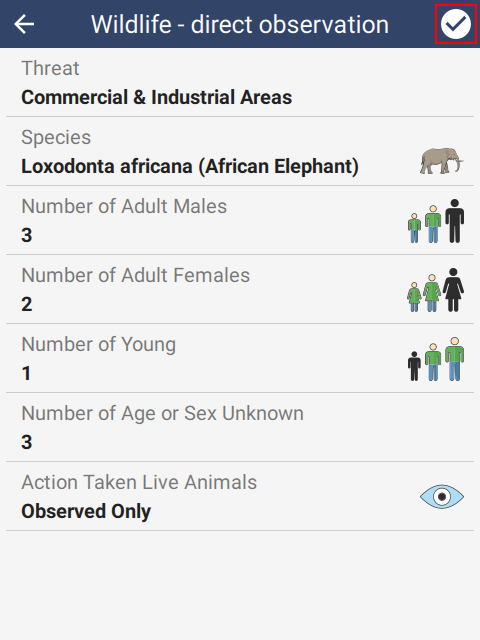 Wildlife - direct observation
Threat
Commercial & Industrial Areas
Species
Loxodonta africana (African Elephant)
Number of Adult Males
3
Number of Adult Females
2
Number of Young
1
Number of Age or Sex Unknown
3
Action Taken Live Animals
Observed Only